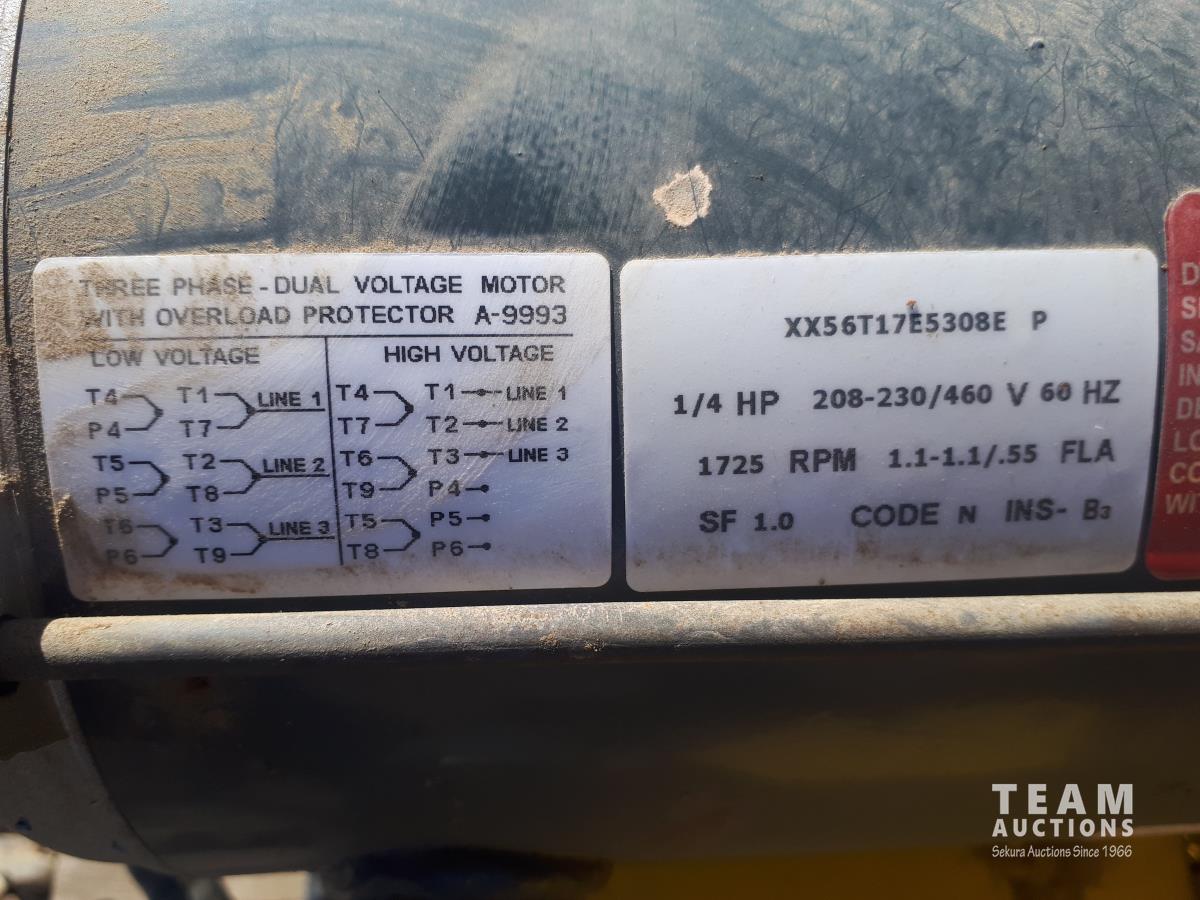 THREE PHASE - DUAL VOLTAGE MOTOR
WITH OVERLOAD PROTECTOR A-9993
LOW VOLTAGE
T4 T1 LINE 1
P4 T7
T5 T2 LINE 2
P5 T8
T6 T3 LINE 3
P6 T9
HIGH VOLTAGE
T4 T1 LINE 1
T7 T2 LINE 2
T6 T3 LINE 3
T9 P4
T5 P5
T8 P6
XX56T17E5308E P
1/4 HP 208-230/460 V 60 HZ
1725 RPM 1.1-1.1/.55 FLA
SF 1.0 CODE N INS- B3
TEAM
AUCTIONS
Sekura Auctions Since 1966